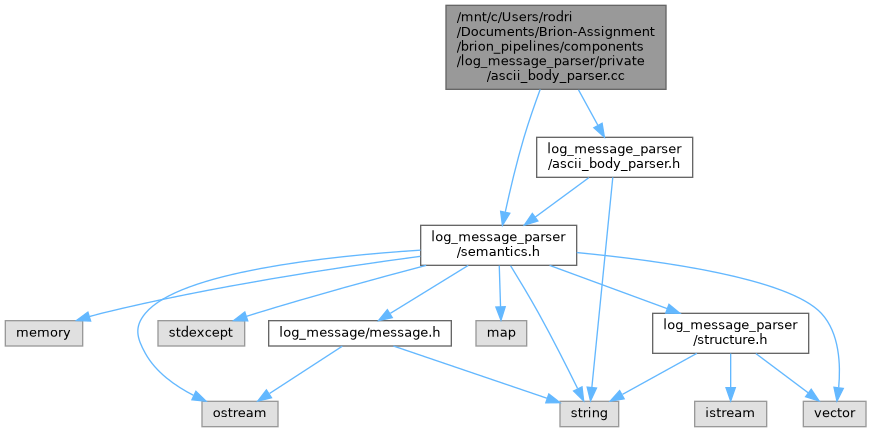 /mnt/c/Users/rodri
/Documents/Brion-Assignment
/brion_pipelines/components
/log_message_parser/private
/ascii_body_parser.cc
log_message_parser
/ascii_body_parser.h
log_message_parser
/semantics.h
memory
stdexcept
log_message/message.h
map
log_message_parser
/structure.h
ostream
string
istream
vector